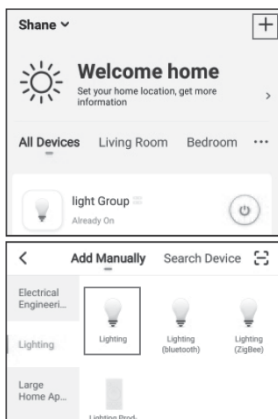 Shane
Welcome home
Set your home location, get more
information
All Devices Living Room Bedroom ...
light Group
Already On
Add Manually Search Device
Electrical
Engineeri...
Lighting
Large
Home Ap...
Lighting
Lighting
(bluetooth)
Lighting
(ZigBee)
Lighting Prod-